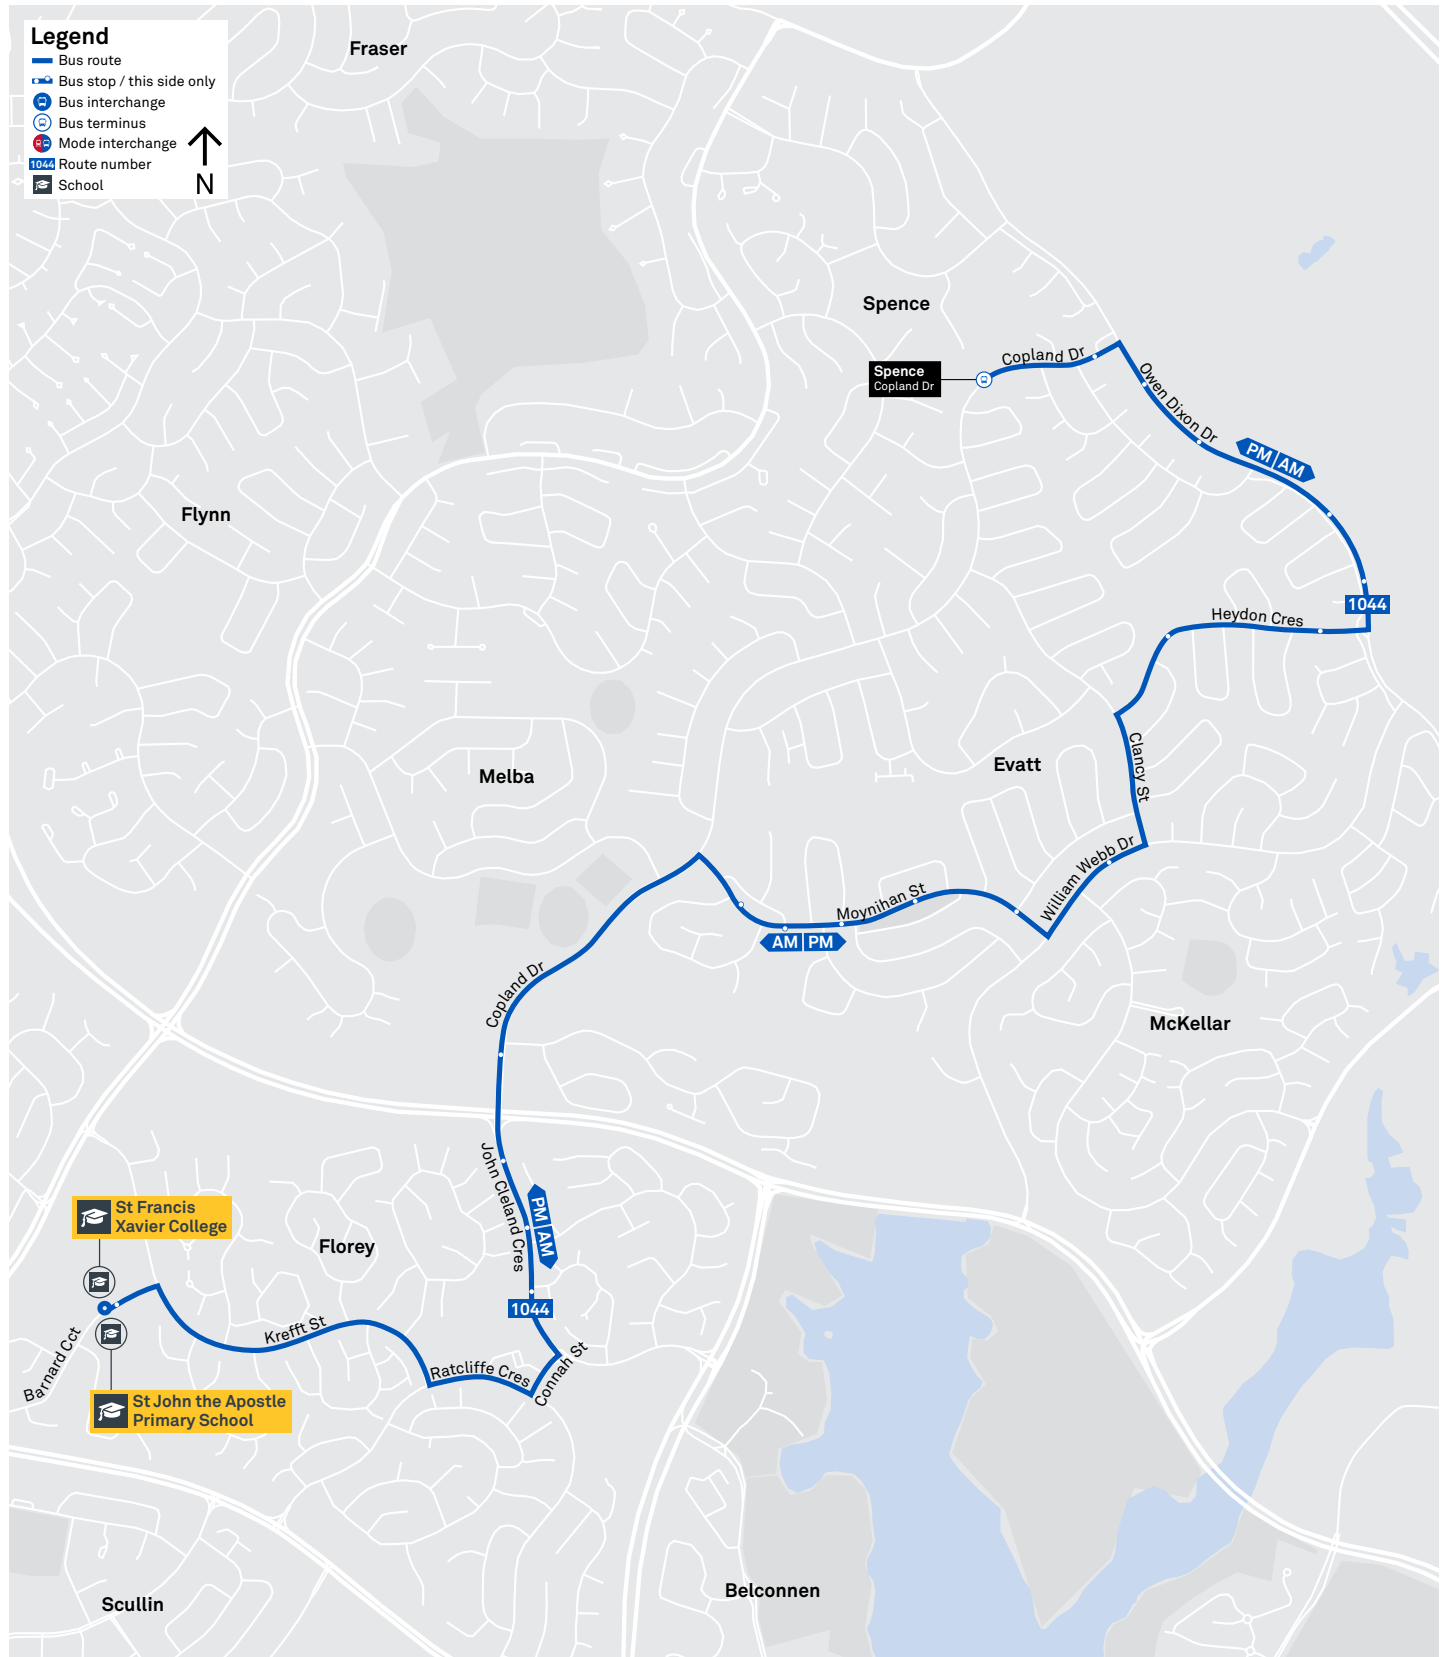 Legend
Bus route
Bus stop / this side only
Bus interchange
Bus terminus
Mode interchange
1044 Route number
School
N
Fraser
Spence
Spence
Copland Dr
Copland Dr
Owen Dixon Dr
PM AM
Flynn
1044
Heydon Cres
Clancy St
Evatt
Melba
William Webb Dr
Moynihan St
AM PM
Copland Dr
McKellar
John Cleland Cres
PM AM
St Francis
Xavier College
Florey
1044
Krefft St
Barnard Cct
Ratcliffe Cres
Connah St
St John the Apostle
Primary School
Belconnen
Scullin